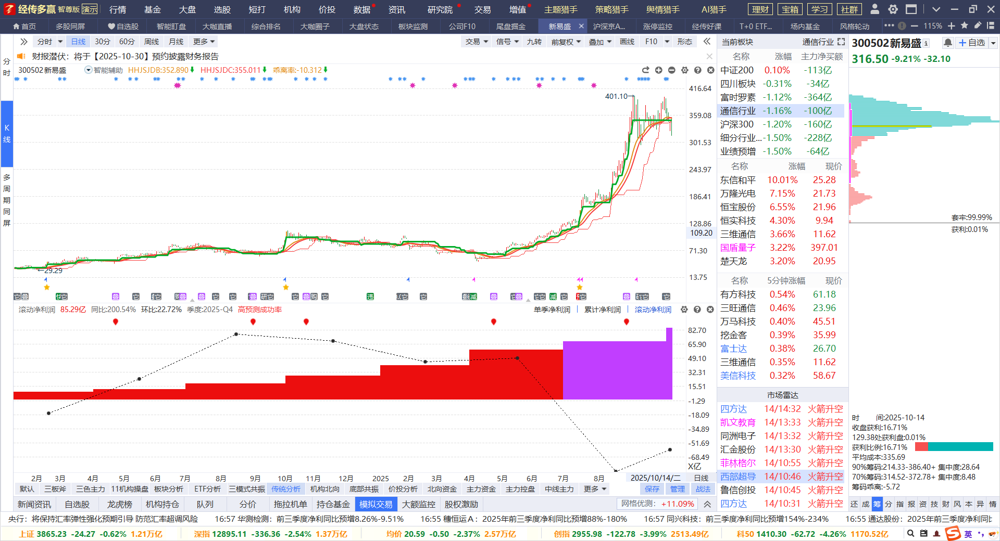 经传多赢 智尊版 演示 行情 基金 大盘 选股 短打 机构 价投 数据 资讯 研究院 交易 增值 主题猎手 策略猎手 舆情猎手 AI猎手 理财 宝箱 学习 社群
首页 多股同屏 自选股 智能盯盘 大咖直播 综合排名 大咖圈子 大盘状态 板块监测 公司F10 尾盘掘金 新易盛 沪深京A... 涨停监控 经传好课 T+0 ETF... 场内基金 风格轮动 115%
分时 日线 30分 60分 周线 月线 更多 交易 信号 九转 前复权 叠加 画线 F10 形态
财报潜伏：将于【2025-10-30】预约披露财务报告
300502新易盛 智能辅助 HHJSJDB:352.890 HHJSJDC:355.011 乖离率:-10.312
分时
K线
多周期同屏
401.10
29.29
416.64
359.08
301.53
243.97
186.41
128.86
109.20
71.30
13.75
滚动净利润 85.29亿 同比:200.54% 环比:22.72% 季度:2025-Q4 高预测成功率 单季净利润 累计净利润 滚动净利润
82.70
65.90
49.10
32.31
15.51
-1.29
-18.09
-34.89
-51.69
-68.49
X亿
2月 3月 4月 5月 6月 7月 8月 9月 10月 11月 12月 2025 2月 3月 4月 5月 6月 7月 8月 2025/10/14/二 日线
默认 三板斧 三色主力 11机构操盘 板块分析 ETF分析 三模式共振 传统分析 机构北向 底部共振 价投分析 北向资金 主力资金 主力控盘 中线主力 更多 保存 管理 战法
新闻资讯 自选股 龙虎榜 机构持仓 队列 分价 拖拉机单 持仓基金 模拟交易 大额监控 股权激励 网格优测：+11.09%
当前板块 通信行业
名称 涨幅 主力净买额
中证200 0.10% -113亿
四川板块 -0.31% -34亿
富时罗素 -1.12% -364亿
通信行业 -1.16% -100亿
沪深300 -1.20% -160亿
细分行业... -1.50% -228亿
业绩预增 -1.50% -64亿
名称 涨幅 现价
东信和平 10.01% 25.28
万隆光电 7.15% 21.73
恒宝股份 6.55% 21.96
恒实科技 4.30% 9.94
三维通信 3.66% 11.62
国盾量子 3.22% 397.01
楚天龙 3.20% 20.95
名称 5分钟涨幅 现价
有方科技 0.54% 61.18
三旺通信 0.46% 23.96
万马科技 0.40% 45.51
挖金客 0.39% 35.99
富士达 0.38% 26.70
三维通信 0.35% 11.62
美信科技 0.32% 58.67
市场雷达
四方达 14/14:32 火箭升空
凯文教育 14/13:33 火箭升空
同洲电子 14/13:32 火箭升空
汇金股份 14/13:30 火箭升空
菲林格尔 14/10:55 火箭升空
西部超导 14/10:46 火箭升空
鲁信创投 14/10:45 火箭升空
四方达 14/10:31 火箭升空
300502新易盛 自选
316.50 -9.21% -32.10
套牢:99.99%
获利:0.01%
时 间:2025-10-14
收盘获利:16.71%
129.38处获利盘:0.01%
获利比例:16.71%
平均成本:335.69
90%筹码:214.33-386.40+ 集中度:28.64
70%筹码:314.52-372.78+ 集中度:8.48
筹码乖离:-5.72
还 成 筹 分 指 报 资 技 财 风 本 异 情
央行：将保持汇率弹性强化预期引导 防范汇率超调风险 16:57 华测检测：前三季度净利同比预增8.26%-9.51% 16:55 穗恒运Ａ：2025年前三季度净利同比预增88%-180% 16:57 同兴科技：前三季度净利同比预增154%-234% 16:55 通达股份：2025年前三季度净利同比
上证 3865.23 -24.27 -0.62% 1.21万亿 深指 12895.11 -336.36 -2.54% 1.37万亿 均价 20.59 -0.50 -2.37% 2.57万亿 创指 2955.98 -122.78 -3.99% 2513.49亿 科50 1410.30 -62.72 -4.26% 1170.52亿 英